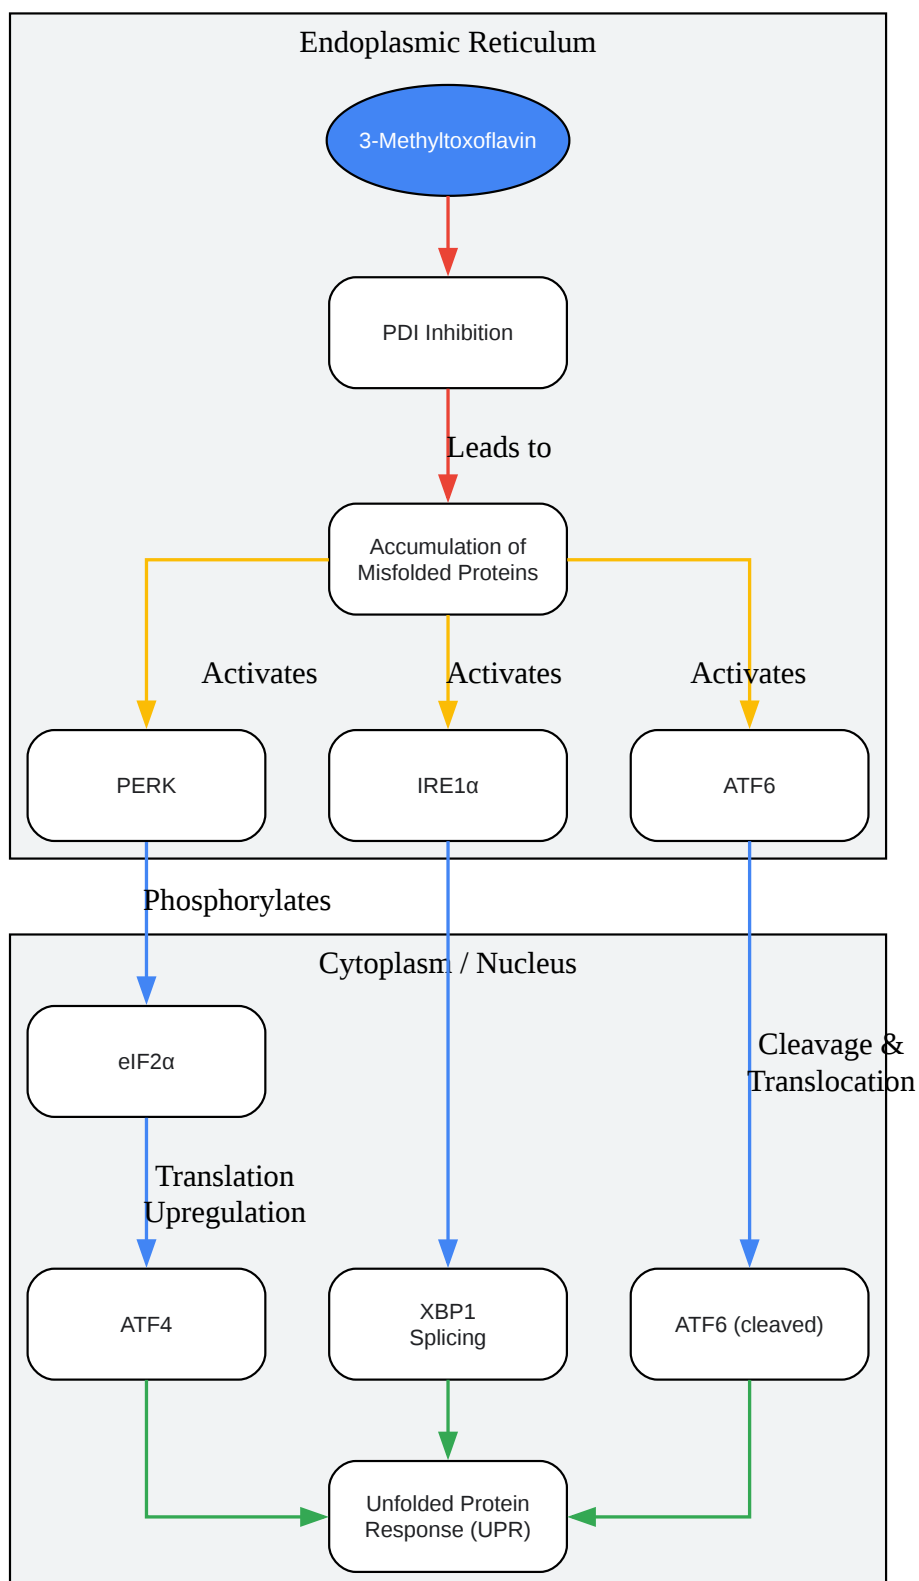 Endoplasmic Reticulum
3-Methyltoxoflavin
PDI Inhibition
Leads to
Accumulation of
Misfolded Proteins
Activates
Activates
Activates
PERK
IRE1α
ATF6
Phosphorylates
Cytoplasm / Nucleus
eIF2α
Cleavage &
Translocation
Translation
Upregulation
ATF4
XBP1
Splicing
ATF6 (cleaved)
Unfolded Protein
Response (UPR)